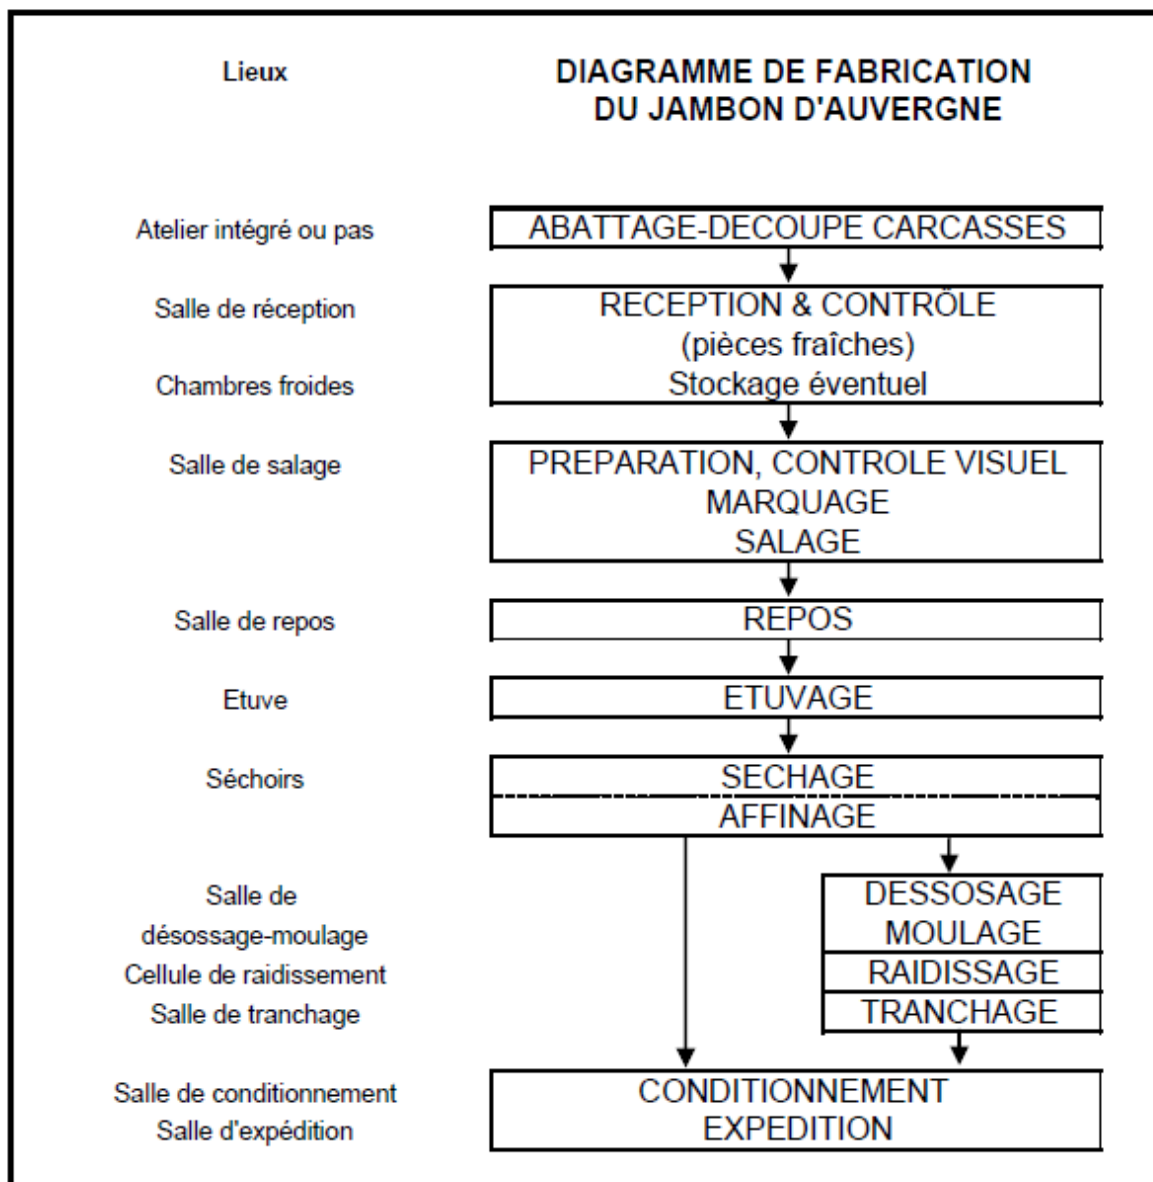 Lieux
DIAGRAMME DE FABRICATION
DU JAMBON D'AUVERGNE
Atelier intégré ou pas
ABATTAGE-DECOUPE CARCASSES
Salle de réception
RECEPTION & CONTRÔLE
(pièces fraîches)
Chambres froides
Stockage éventuel
Salle de salage
PREPARATION, CONTROLE VISUEL
MARQUAGE
SALAGE
Salle de repos
REPOS
Etuve
ETUVAGE
Séchoirs
SECHAGE
AFFINAGE
Salle de
DESSOSAGE
désossage-moulage
MOULAGE
Cellule de raidissement
RAIDISSAGE
Salle de tranchage
TRANCHAGE
Salle de conditionnement
CONDITIONNEMENT
Salle d'expédition
EXPEDITION